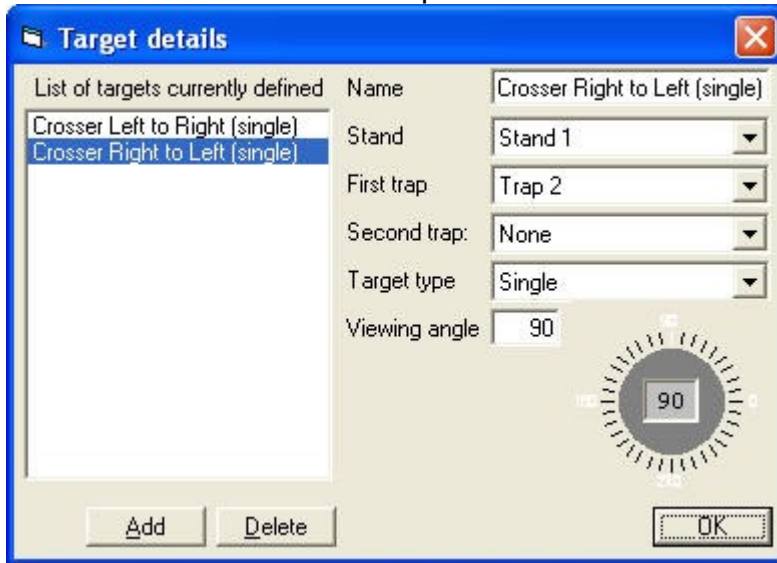 Target details
List of targets currently defined
Crosser Left to Right (single)
Crosser Right to Left (single)
Name
Crosser Right to Left (single)
Stand
Stand 1
First trap
Trap 2
Second trap:
None
Target type
Single
Viewing angle
90
90
0
Add
Delete
OK